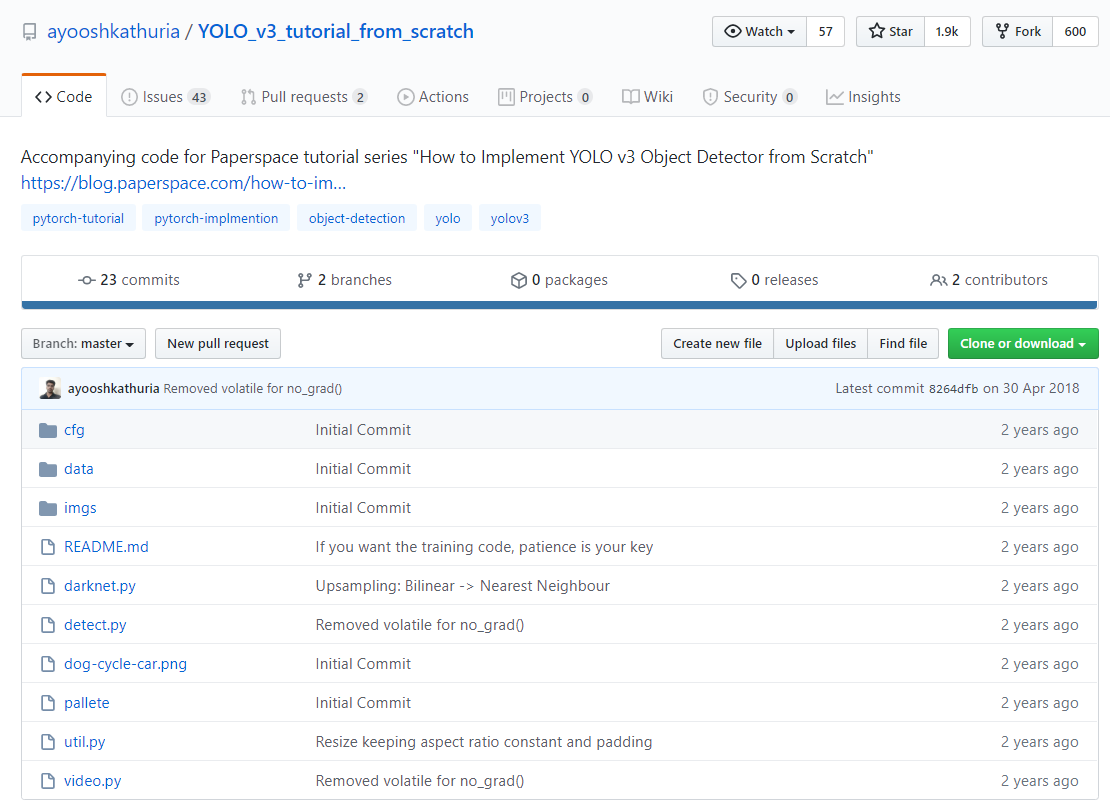 ayooshkathuria / YOLO_v3_tutorial_from_scratch Watch 57 Star 1.9k Fork 600
Code Issues 43 Pull requests 2 Actions Projects 0 Wiki Security 0 Insights
Accompanying code for Paperspace tutorial series "How to Implement YOLO v3 Object Detector from Scratch"
https://blog.paperspace.com/how-to-im…
pytorch-tutorial pytorch-implmention object-detection yolo yolov3
23 commits 2 branches 0 packages 0 releases 2 contributors
Branch: master New pull request Create new file Upload files Find file Clone or download
ayooshkathuria Removed volatile for no_grad() Latest commit 8264dfb on 30 Apr 2018
cfg Initial Commit 2 years ago
data Initial Commit 2 years ago
imgs Initial Commit 2 years ago
README.md If you want the training code, patience is your key 2 years ago
darknet.py Upsampling: Bilinear -> Nearest Neighbour 2 years ago
detect.py Removed volatile for no_grad() 2 years ago
dog-cycle-car.png Initial Commit 2 years ago
pallete Initial Commit 2 years ago
util.py Resize keeping aspect ratio constant and padding 2 years ago
video.py Removed volatile for no_grad() 2 years ago